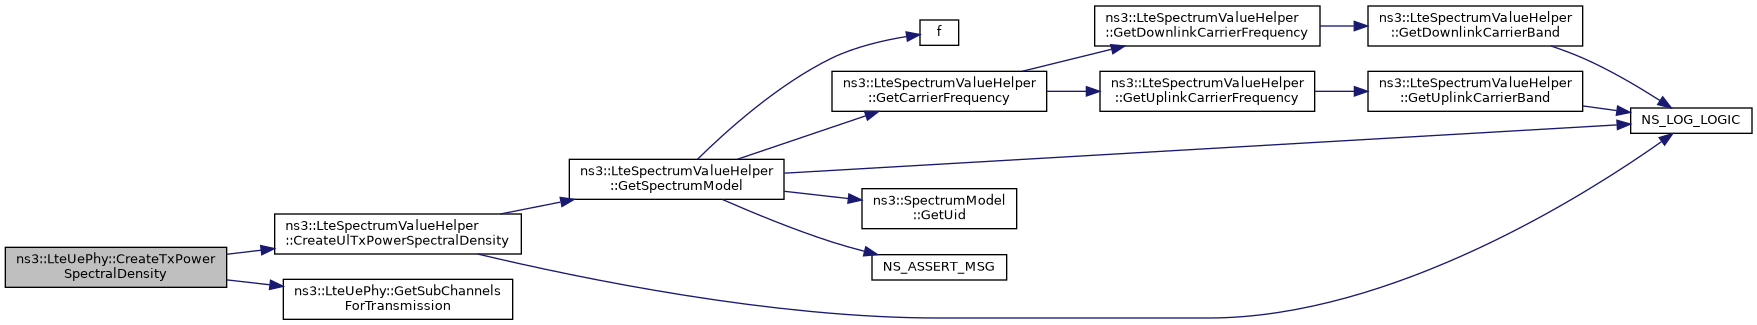 ns3::LteUePhy::CreateTxPower
SpectralDensity
ns3::LteSpectrumValueHelper
::CreateUlTxPowerSpectralDensity
ns3::LteUePhy::GetSubChannels
ForTransmission
ns3::LteSpectrumValueHelper
::GetSpectrumModel
f
ns3::LteSpectrumValueHelper
::GetCarrierFrequency
ns3::SpectrumModel
::GetUid
NS_ASSERT_MSG
ns3::LteSpectrumValueHelper
::GetDownlinkCarrierFrequency
ns3::LteSpectrumValueHelper
::GetUplinkCarrierFrequency
ns3::LteSpectrumValueHelper
::GetDownlinkCarrierBand
ns3::LteSpectrumValueHelper
::GetUplinkCarrierBand
NS_LOG_LOGIC